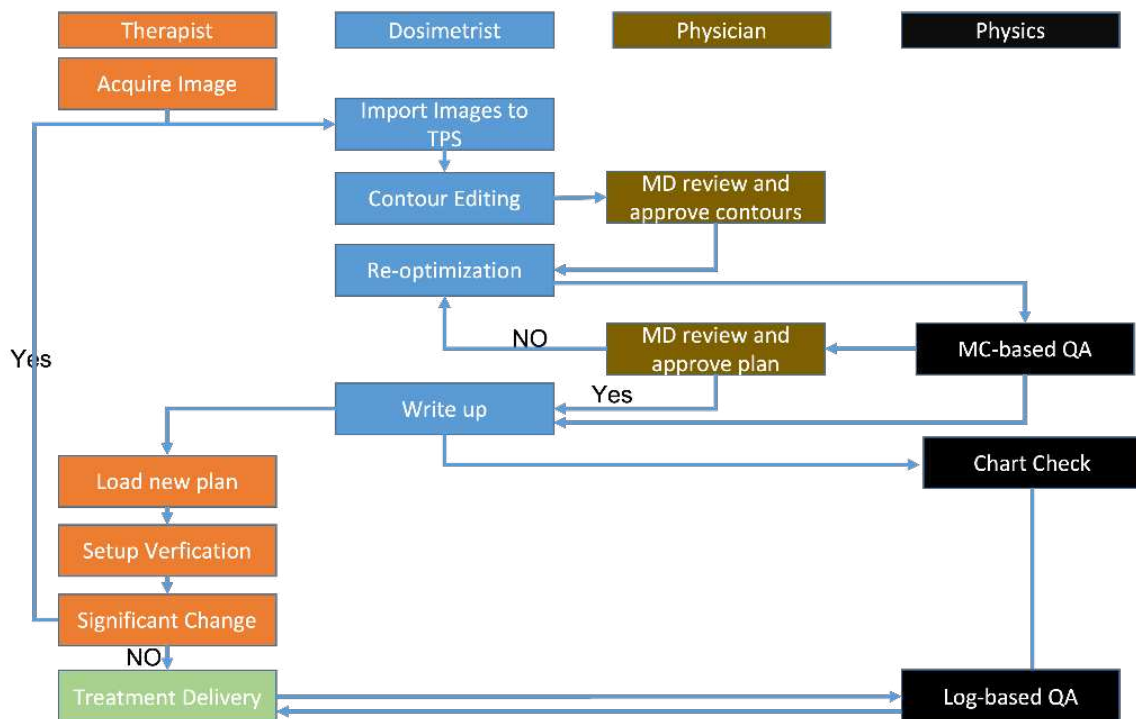 Therapist
Dosimetrist
Physician
Physics
Acquire Image
Import Images to
TPS
Contour Editing
MD review and
approve contours
Re-optimization
Yes
NO
MD review and
approve plan
MC-based QA
Yes
Write up
Load new plan
Chart Check
Setup Verfication
Significant Change
NO
Treatment Delivery
Log-based QA